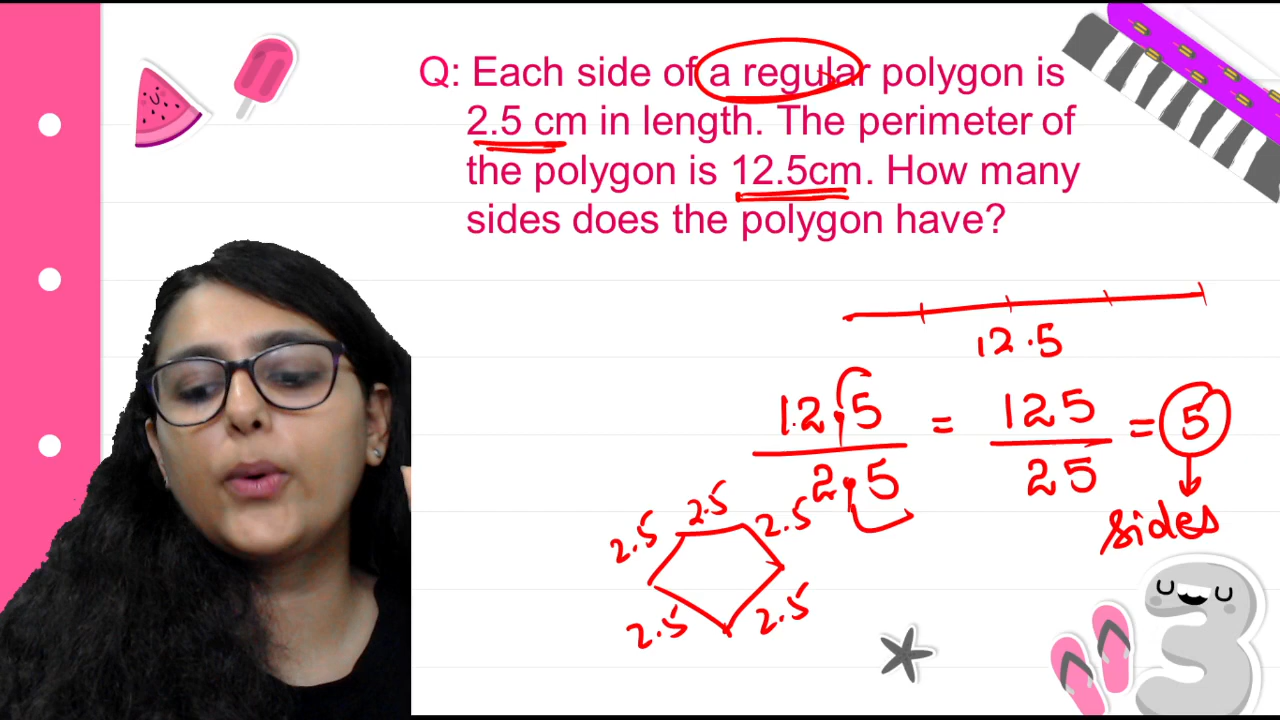 Q: Each side of a regular polygon is
2.5 cm in length. The perimeter of
the polygon is 12.5cm. How many
sides does the polygon have?
12.5
12.5 / 2.5 = 125 / 25 = 5
sides
2.5
2.5
2.5
2.5
2.5
3